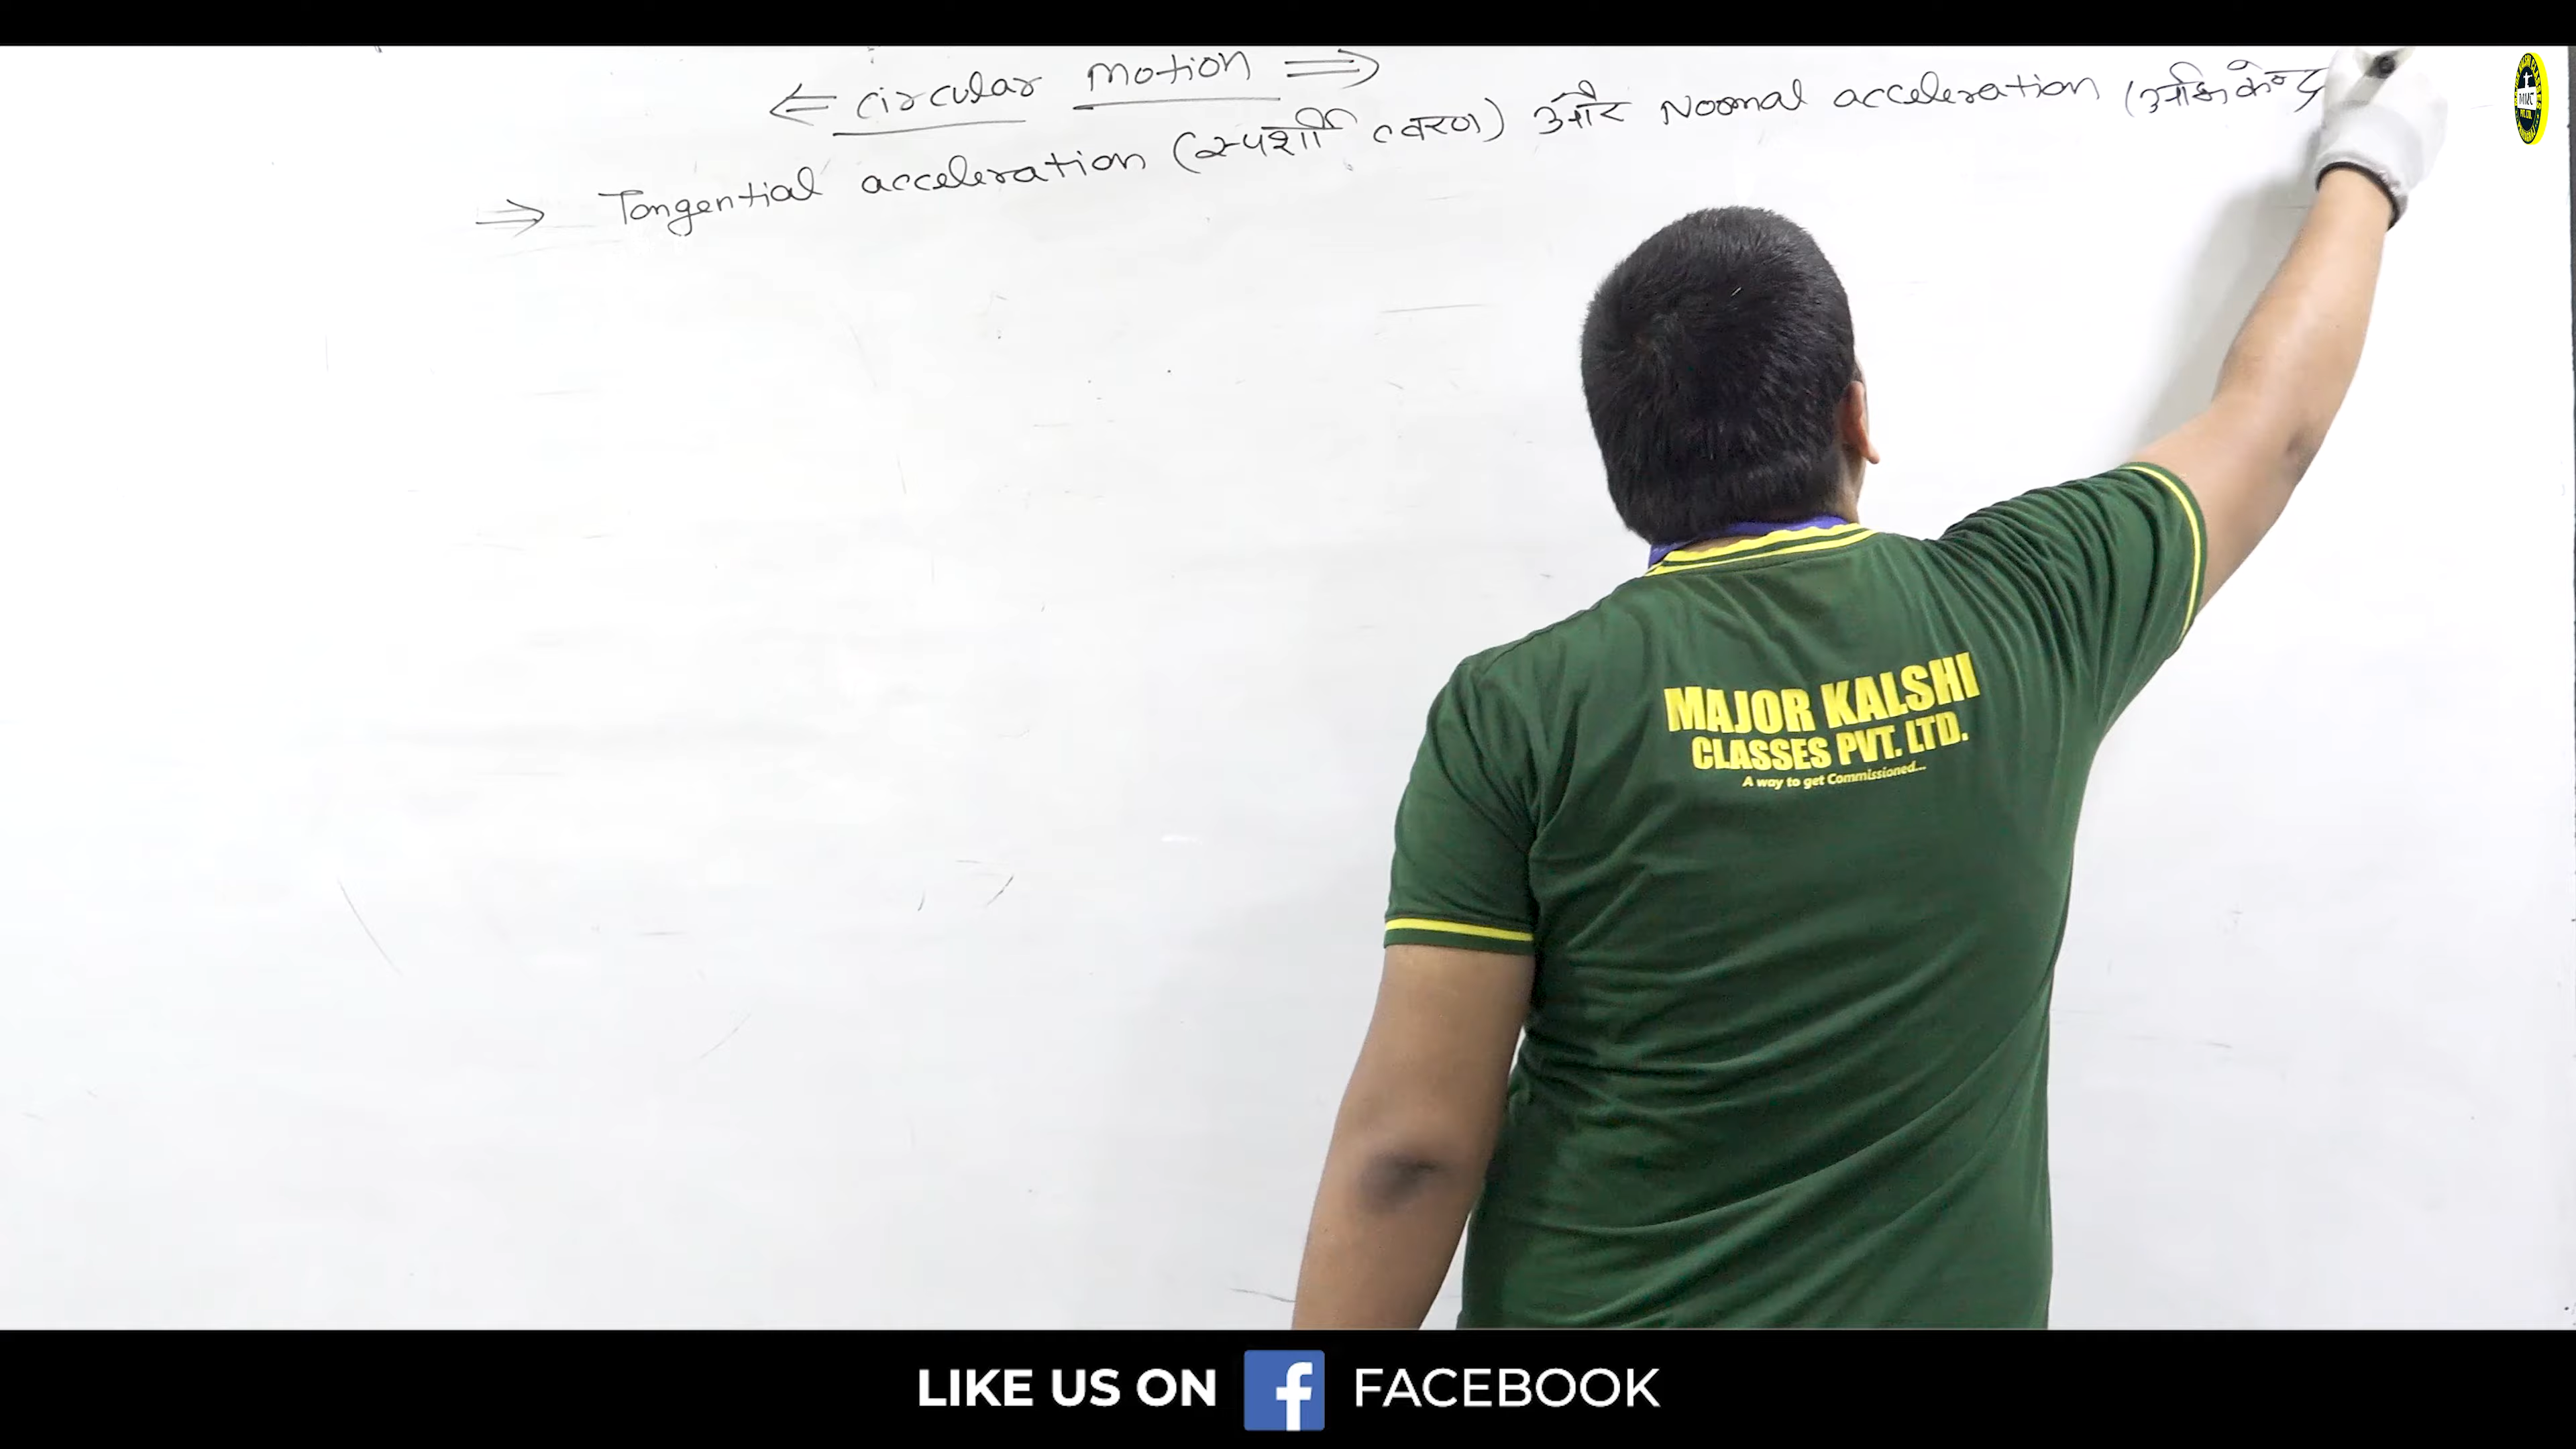 ⇐ Circular Motion ⇒
⇒ Tangential acceleration (स्पर्शी त्वरण) और Normal acceleration (अभिकेन्द्र
MAJOR KALSHI
CLASSES PVT. LTD.
A way to get Commissioned...
LIKE US ON f FACEBOOK